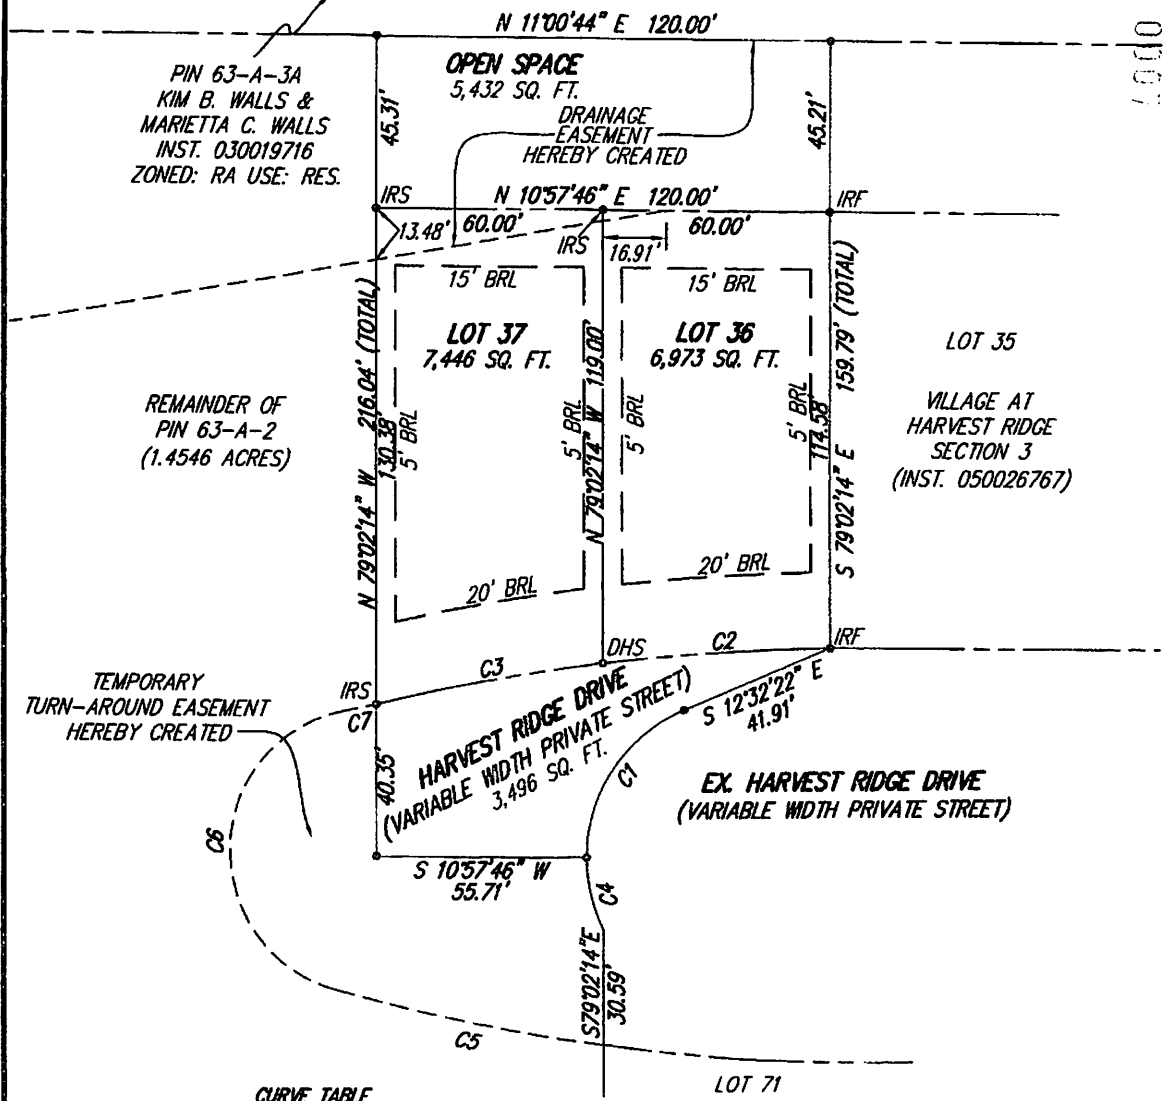 N 11°00'44" E 120.00'
PIN 63-A-3A
KIM B. WALLS &
MARIETTA C. WALLS
INST. 030019716
ZONED: RA USE: RES.
OPEN SPACE
5,432 SQ. FT.
DRAINAGE
EASEMENT
HEREBY CREATED
45.31'
45.21'
IRS
N 10°57'46" E 120.00'
IRF
13.48'
60.00'
IRS
16.91'
60.00'
15' BRL
15' BRL
LOT 37
7,446 SQ. FT.
LOT 36
6,973 SQ. FT.
N 79°02'14" W 216.04' (TOTAL)
130.38'
5' BRL
5' BRL
N 79°02'14" W 119.00'
5' BRL
5' BRL
114.58'
S 79°02'14" E 159.79' (TOTAL)
LOT 35
VILLAGE AT
HARVEST RIDGE
SECTION 3
(INST. 050026767)
REMAINDER OF
PIN 63-A-2
(1.4546 ACRES)
20' BRL
20' BRL
DHS
C2
IRF
C3
IRS
C7
TEMPORARY
TURN-AROUND EASEMENT
HEREBY CREATED
40.35'
HARVEST RIDGE DRIVE
(VARIABLE WIDTH PRIVATE STREET)
3,496 SQ. FT.
S 12°32'22" E
41.91'
C1
EX. HARVEST RIDGE DRIVE
(VARIABLE WIDTH PRIVATE STREET)
C6
S 10°57'46" W
55.71'
C4
S79°02'14"E
30.59'
C5
LOT 71
CURVE TABLE